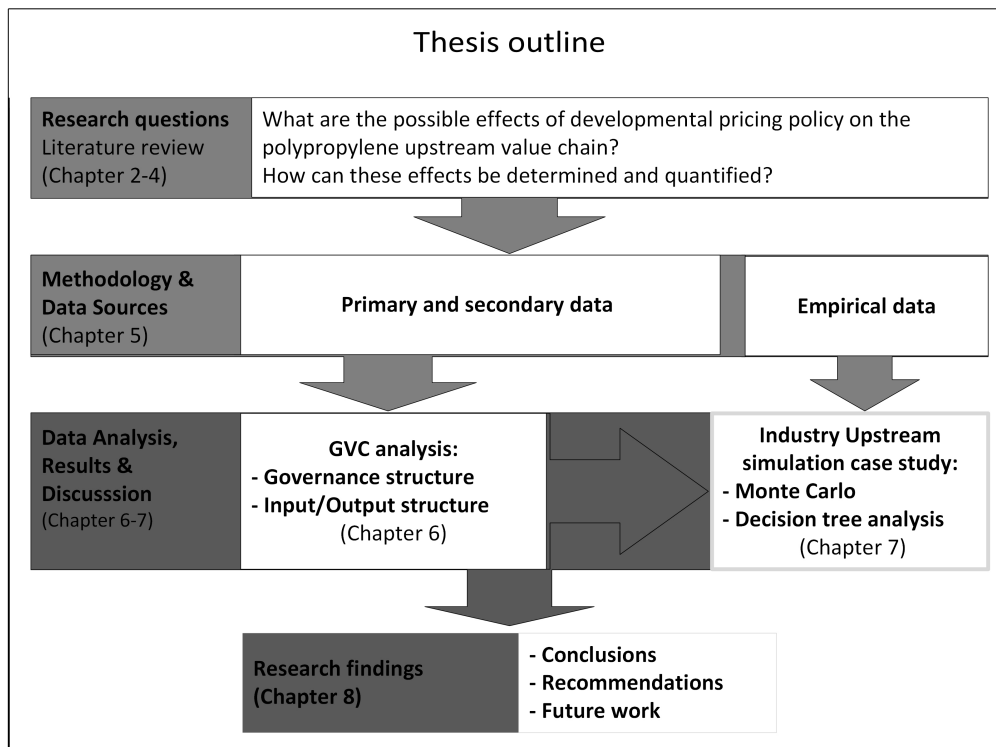 Thesis outline
Research questions
Literature review
(Chapter 2-4)
What are the possible effects of developmental pricing policy on the
polypropylene upstream value chain?
How can these effects be determined and quantified?
Methodology &
Data Sources
(Chapter 5)
Primary and secondary data
Empirical data
Data Analysis,
Results &
Discusssion
(Chapter 6-7)
GVC analysis:
- Governance structure
- Input/Output structure
(Chapter 6)
Industry Upstream
simulation case study:
- Monte Carlo
- Decision tree analysis
(Chapter 7)
Research findings
(Chapter 8)
- Conclusions
- Recommendations
- Future work